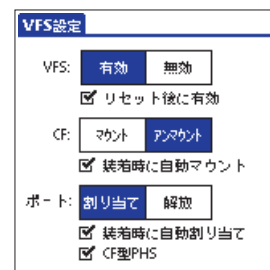 VFS設定
VFS: 有効 無効
リセット後に有効
CF: マウント アンマウント
装着時に自動マウント
ポート: 割り当て 解放
装着時に自動割り当て
CF型PHS